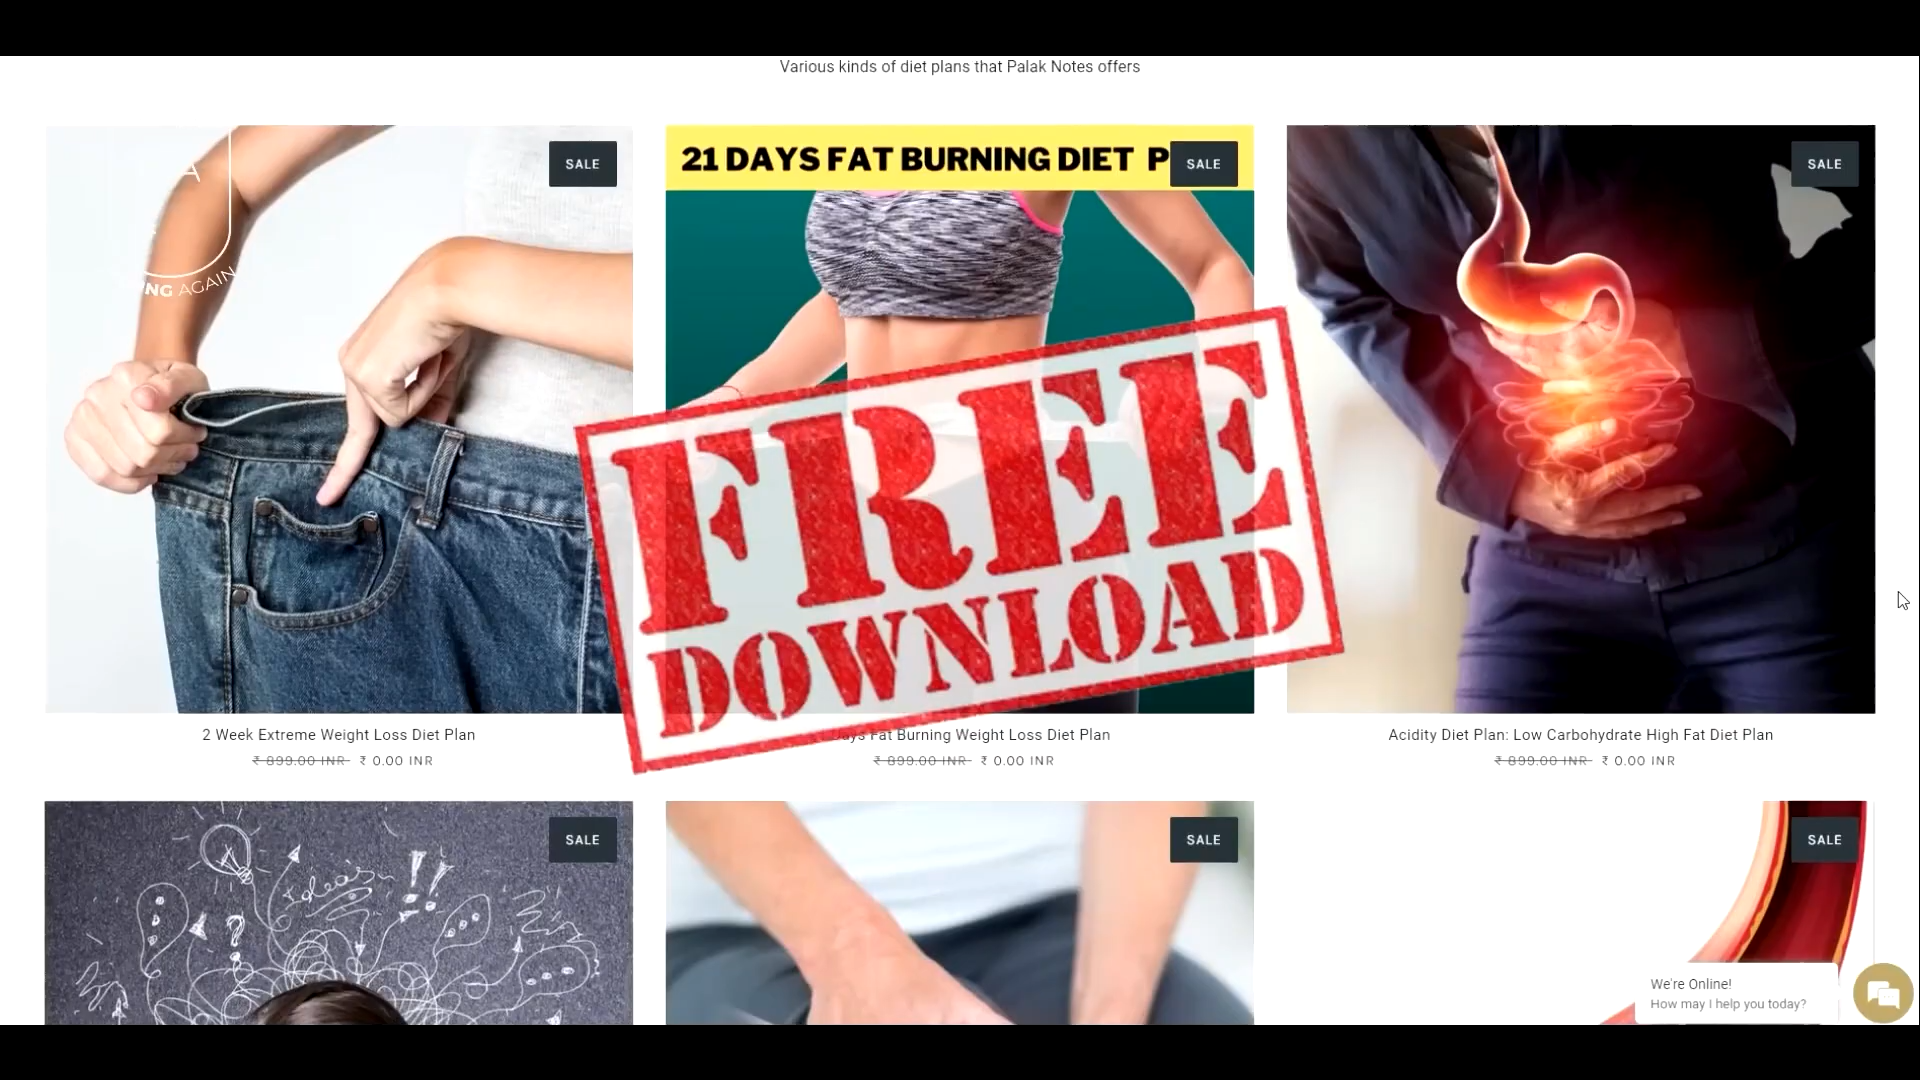 Various kinds of diet plans that Palak Notes offers
SALE
NG AGAIN
21 DAYS FAT BURNING DIET P
SALE
SALE
FREE
DOWNLOAD
2 Week Extreme Weight Loss Diet Plan
₹ 899.00 INR ₹ 0.00 INR
Days Fat Burning Weight Loss Diet Plan
₹ 899.00 INR ₹ 0.00 INR
Acidity Diet Plan: Low Carbohydrate High Fat Diet Plan
₹ 899.00 INR ₹ 0.00 INR
SALE
Ideas
SALE
SALE
We're Online!
How may I help you today?